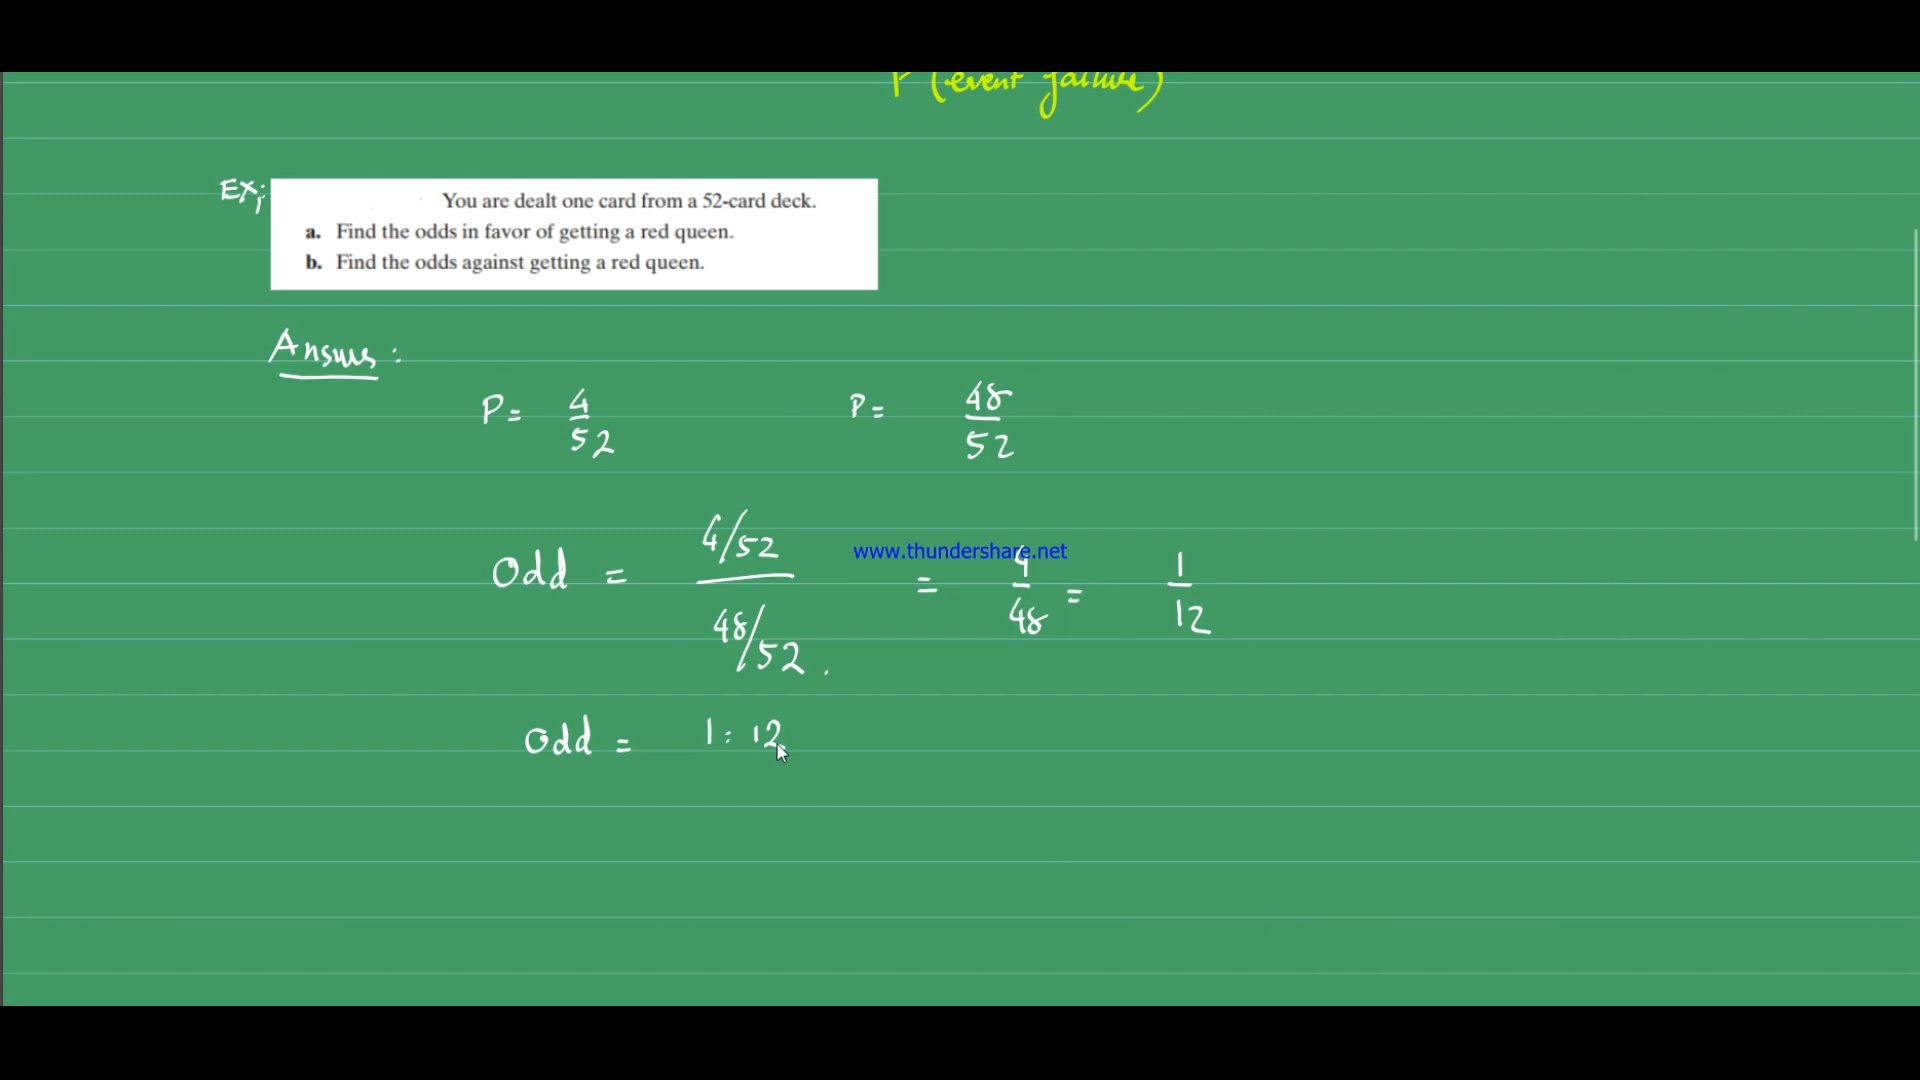 P (event failure)
Ex; You are dealt one card from a 52-card deck.
a. Find the odds in favor of getting a red queen.
b. Find the odds against getting a red queen.
Answer :
P = 4/52 P = 48/52
Odd = 4/52 / 48/52 . = 4/48 = 1/12
www.thundershare.net
Odd = 1 : 12